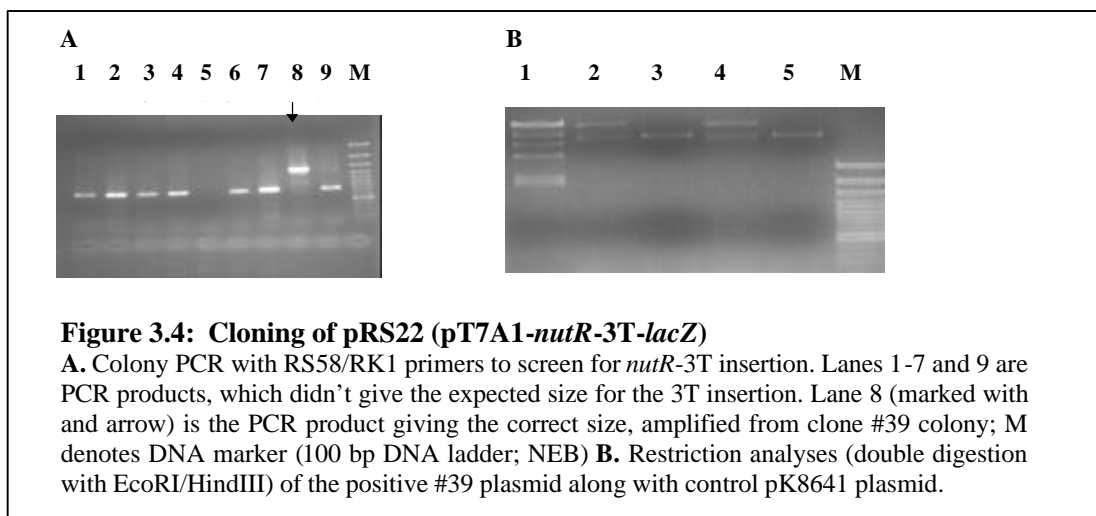 A
1 2 3 4 5 6 7 8 9 M
B
1 2 3 4 5 M
Figure 3.4: Cloning of pRS22 (pT7A1-nutR-3T-lacZ)
A. Colony PCR with RS58/RK1 primers to screen for nutR-3T insertion. Lanes 1-7 and 9 are
PCR products, which didn't give the expected size for the 3T insertion. Lane 8 (marked with
and arrow) is the PCR product giving the correct size, amplified from clone #39 colony; M
denotes DNA marker (100 bp DNA ladder; NEB) B. Restriction analyses (double digestion
with EcoRI/HindIII) of the positive #39 plasmid along with control pK8641 plasmid.